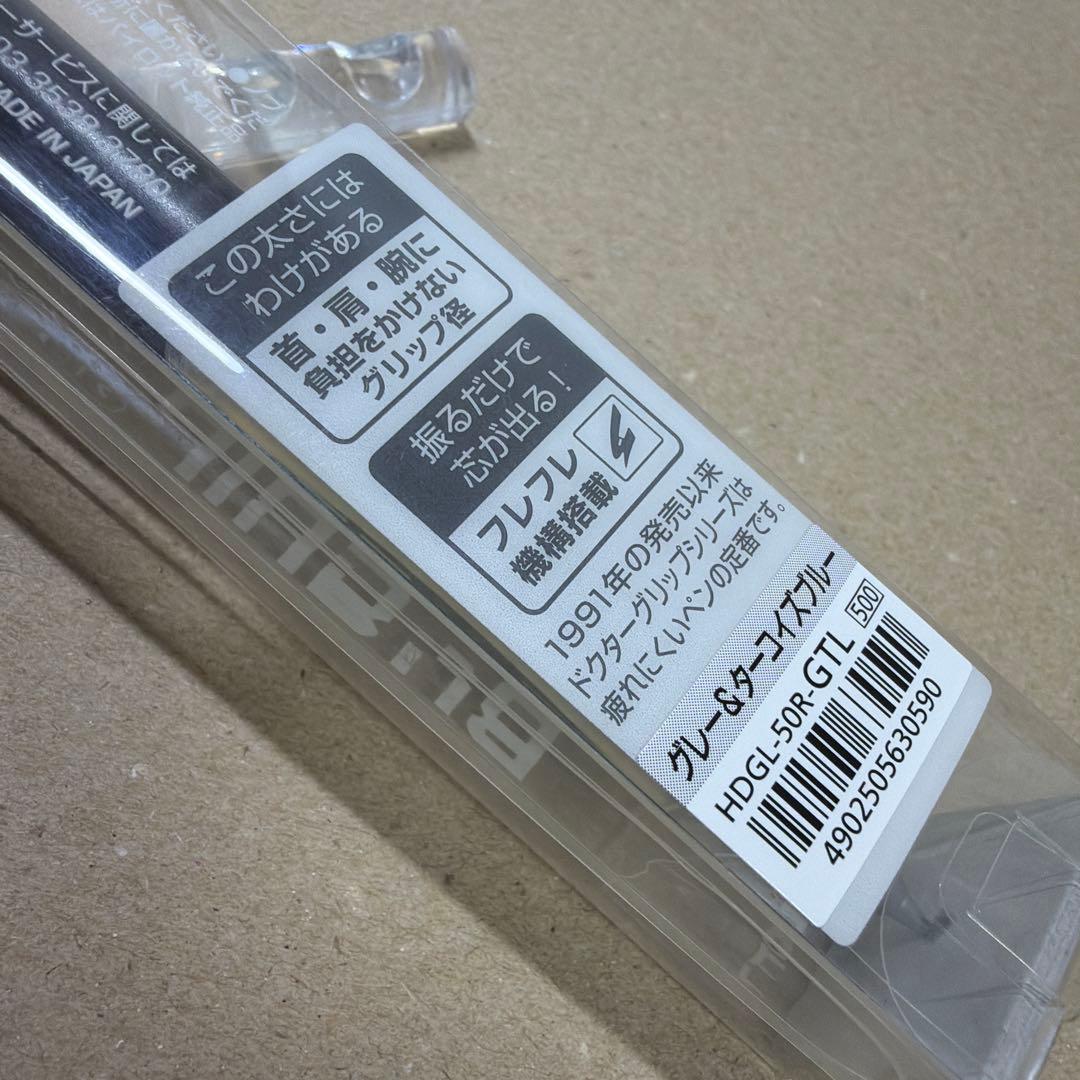 ーサービスに関しては
03-3538-3780
MADE IN JAPAN
この太さには
わけがある
首・肩・腕に
負担をかけない
グリップ径
振るだけで
芯が出る！
フレフレ
機構搭載
1991年の発売以来
ドクターグリップシリーズは
疲れにくいペンの定番です。
グレー&ターコイズブルー
HDGL-50R-GTL 500
4902505630590